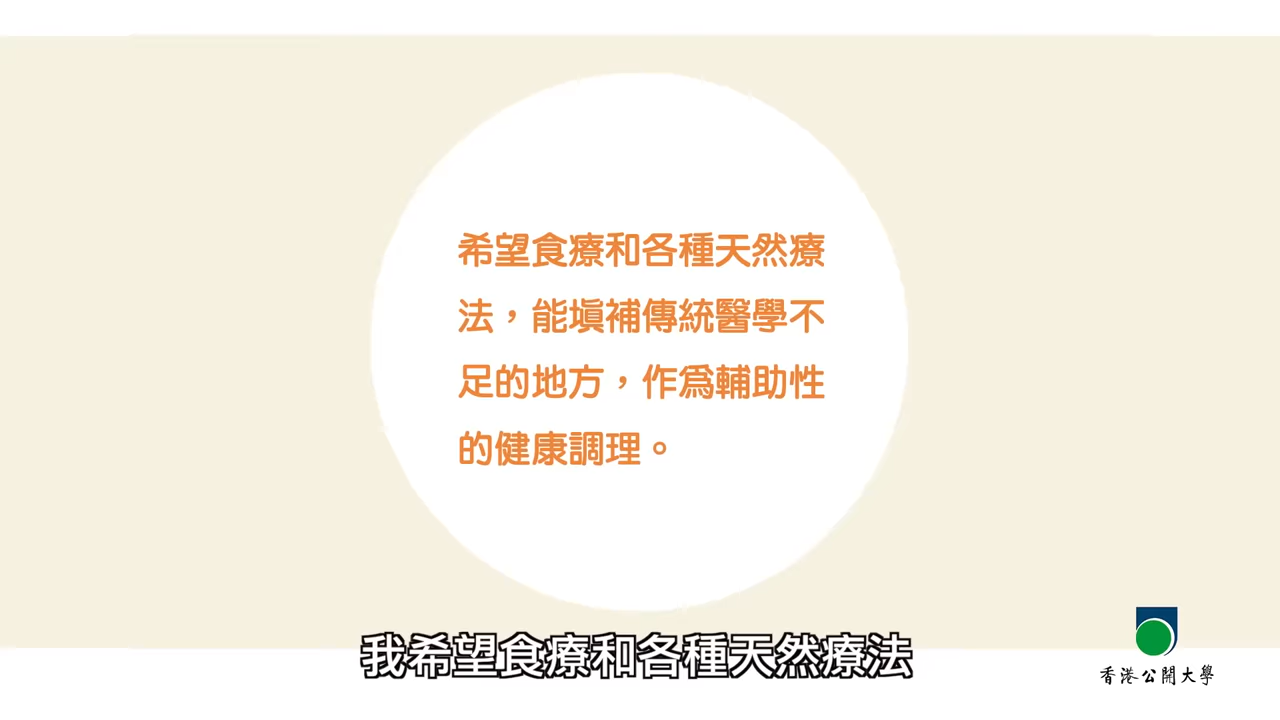 希望食療和各種天然療
法，能填補傳統醫學不
足的地方，作為輔助性
的健康調理。
我希望食療和各種天然療法
香港公開大學